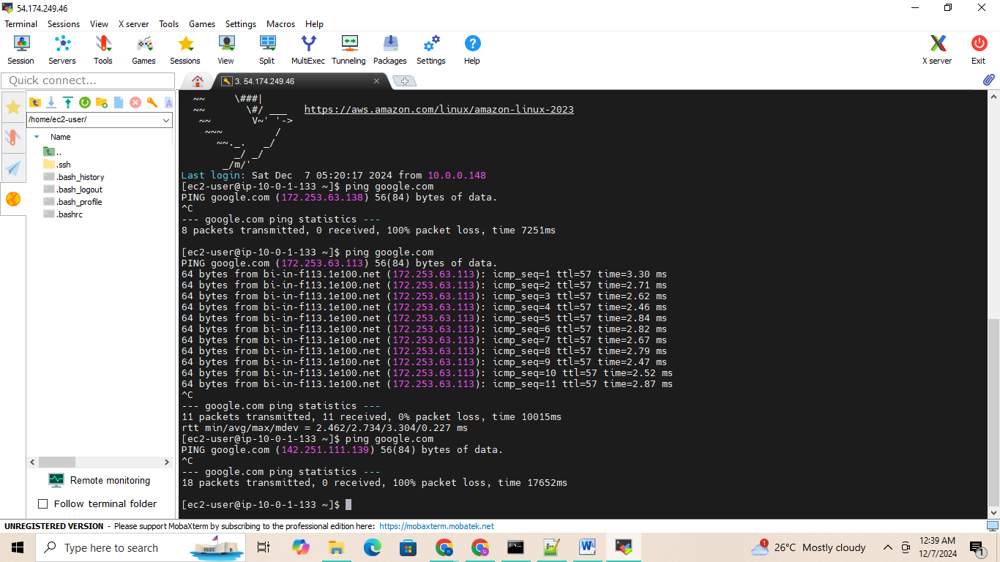 54.174.249.46
Terminal Sessions View X server Tools Games Settings Macros Help
Session Servers Tools Games Sessions View Split MultiExec Tunneling Packages Settings Help X server Exit
Quick connect...
3. 54.174.249.46
/home/ec2-user/
Name
..
.ssh
.bash_history
.bash_logout
.bash_profile
.bashrc
Remote monitoring
Follow terminal folder
~~      \###|
~~       \#/ ___   https://aws.amazon.com/linux/amazon-linux-2023
~~       V~' '->
~~~         /
~~._.   _/
_/ _/
_/m/'
Last login: Sat Dec  7 05:20:17 2024 from 10.0.0.148
[ec2-user@ip-10-0-1-133 ~]$ ping google.com
PING google.com (172.253.63.138) 56(84) bytes of data.
^C
--- google.com ping statistics ---
8 packets transmitted, 0 received, 100% packet loss, time 7251ms
[ec2-user@ip-10-0-1-133 ~]$ ping google.com
PING google.com (172.253.63.113) 56(84) bytes of data.
64 bytes from bi-in-f113.1e100.net (172.253.63.113): icmp_seq=1 ttl=57 time=3.30 ms
64 bytes from bi-in-f113.1e100.net (172.253.63.113): icmp_seq=2 ttl=57 time=2.71 ms
64 bytes from bi-in-f113.1e100.net (172.253.63.113): icmp_seq=3 ttl=57 time=2.62 ms
64 bytes from bi-in-f113.1e100.net (172.253.63.113): icmp_seq=4 ttl=57 time=2.46 ms
64 bytes from bi-in-f113.1e100.net (172.253.63.113): icmp_seq=5 ttl=57 time=2.84 ms
64 bytes from bi-in-f113.1e100.net (172.253.63.113): icmp_seq=6 ttl=57 time=2.82 ms
64 bytes from bi-in-f113.1e100.net (172.253.63.113): icmp_seq=7 ttl=57 time=2.67 ms
64 bytes from bi-in-f113.1e100.net (172.253.63.113): icmp_seq=8 ttl=57 time=2.79 ms
64 bytes from bi-in-f113.1e100.net (172.253.63.113): icmp_seq=9 ttl=57 time=2.47 ms
64 bytes from bi-in-f113.1e100.net (172.253.63.113): icmp_seq=10 ttl=57 time=2.52 ms
64 bytes from bi-in-f113.1e100.net (172.253.63.113): icmp_seq=11 ttl=57 time=2.87 ms
^C
--- google.com ping statistics ---
11 packets transmitted, 11 received, 0% packet loss, time 10015ms
rtt min/avg/max/mdev = 2.462/2.734/3.304/0.227 ms
[ec2-user@ip-10-0-1-133 ~]$ ping google.com
PING google.com (142.251.111.139) 56(84) bytes of data.
^C
--- google.com ping statistics ---
18 packets transmitted, 0 received, 100% packet loss, time 17652ms
[ec2-user@ip-10-0-1-133 ~]$
UNREGISTERED VERSION - Please support MobaXterm by subscribing to the professional edition here: https://mobaxterm.mobatek.net
Type here to search
1
26°C Mostly cloudy
12:39 AM
12/7/2024
1